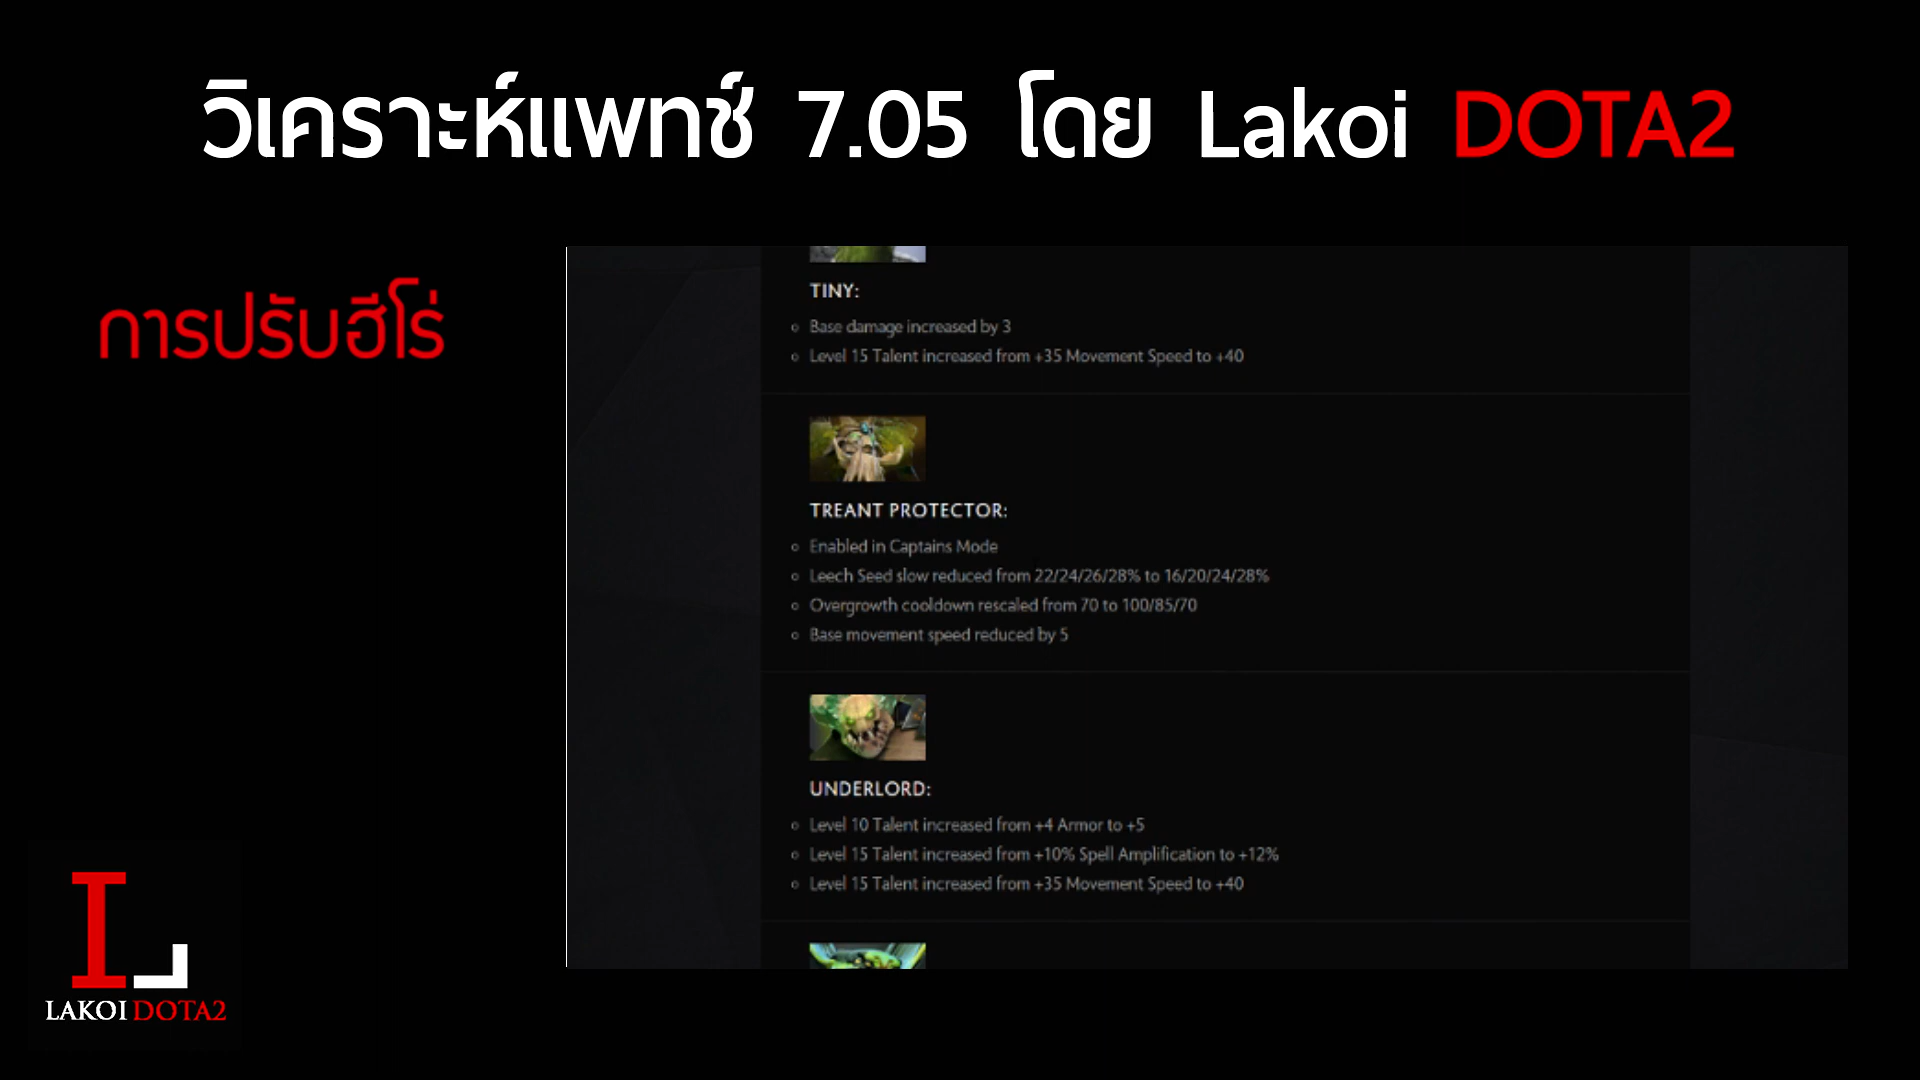 วิเคราะห์แพทช์ 7.05 โดย Lakoi DOTA2
การปรับฮีโร่
TINY:
Base damage increased by 3
Level 15 Talent increased from +35 Movement Speed to +40
TREANT PROTECTOR:
Enabled in Captains Mode
Leech Seed slow reduced from 22/24/26/28% to 16/20/24/28%
Overgrowth cooldown rescaled from 70 to 100/85/70
Base movement speed reduced by 5
UNDERLORD:
Level 10 Talent increased from +4 Armor to +5
Level 15 Talent increased from +10% Spell Amplification to +12%
Level 15 Talent increased from +35 Movement Speed to +40
L
LAKOI DOTA2